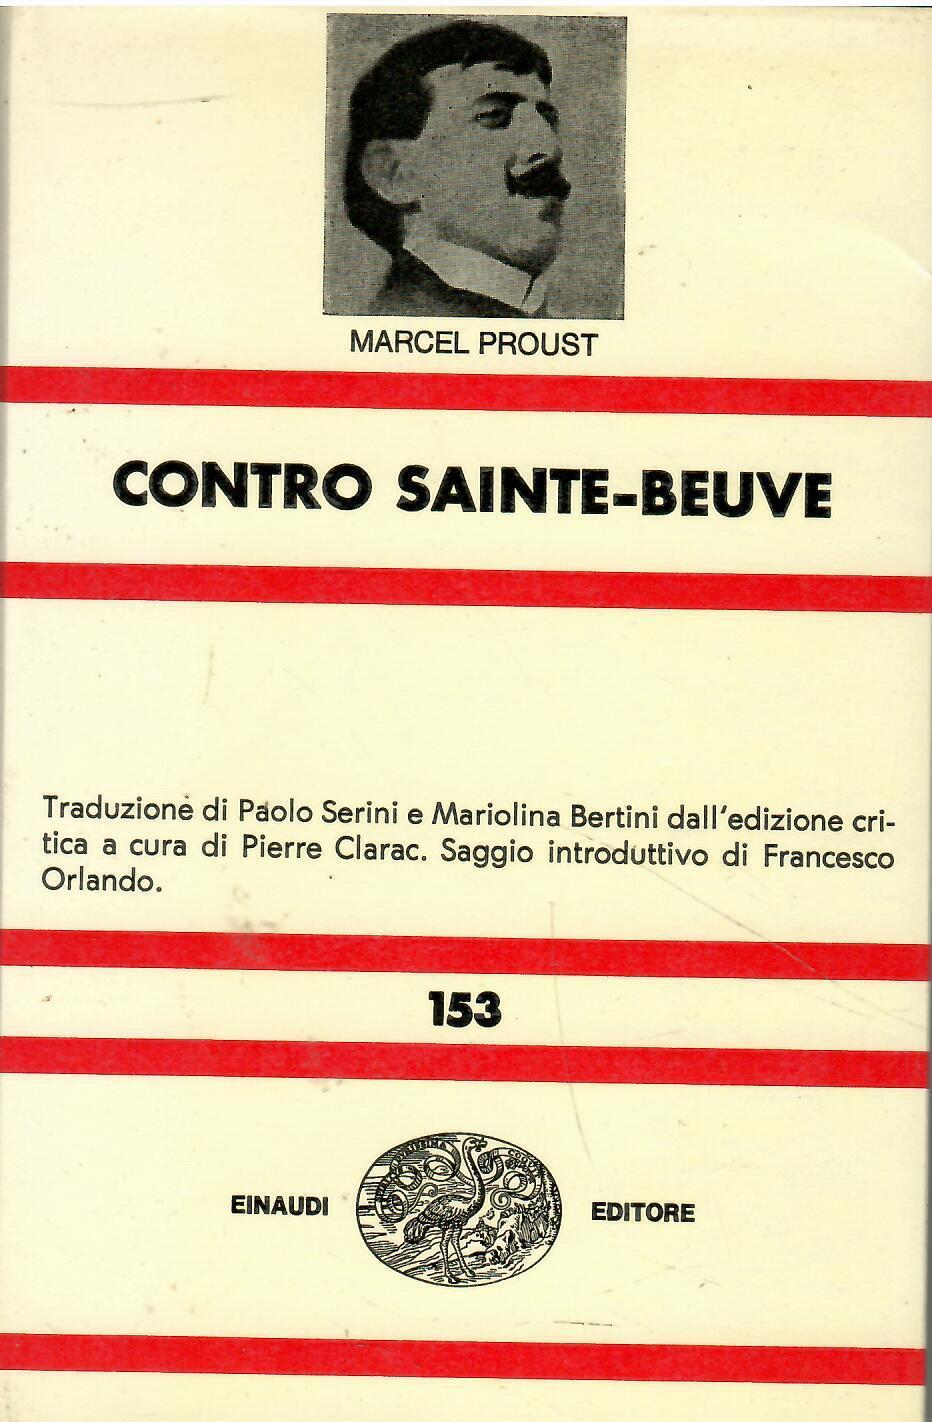 MARCEL PROUST
CONTRO SAINTE-BEUVE
Traduzione di Paolo Serini e Mariolina Bertini dall'edizione cri-
tica a cura di Pierre Clarac. Saggio introduttivo di Francesco
Orlando.
153
EINAUDI EDITORE